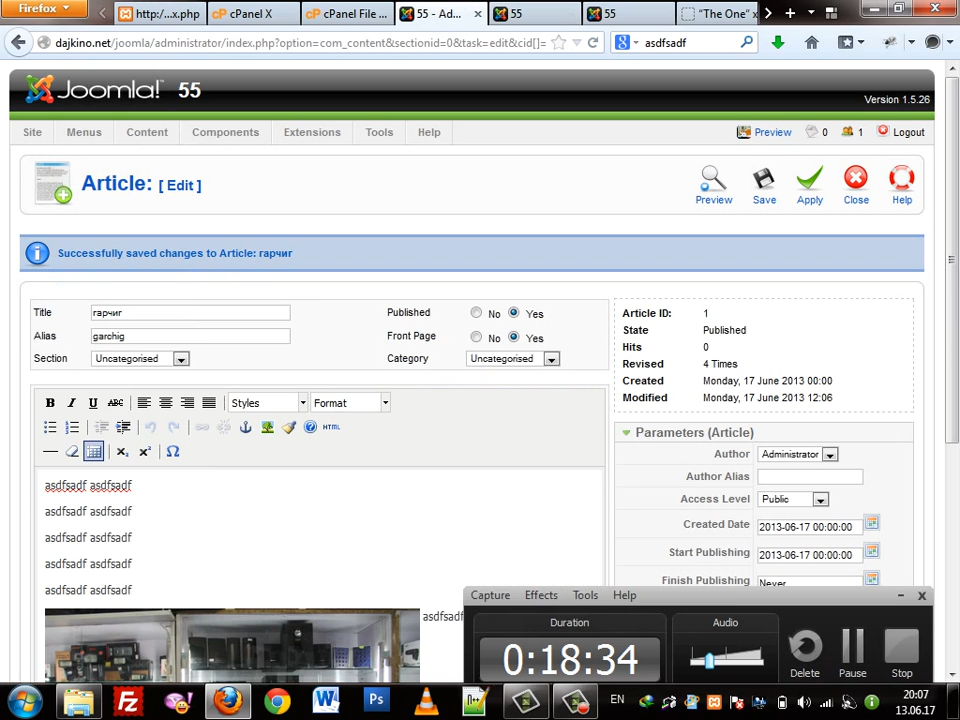 Firefox
http:/...x.php
cPanel X
cPanel File ...
55 - Ad...
55
55
"The One" x
dajkino.net/joomla/administrator/index.php?option=com_content&sectionid=0&task=edit&cid[]=
asdfsadf
Joomla! 55
Version 1.5.26
Site Menus Content Components Extensions Tools Help
Preview 0 1 Logout
Article: [ Edit ]
Preview Save Apply Close Help
Successfully saved changes to Article: гарчиг
Title гарчиг Published No Yes
Alias garchig Front Page No Yes
Section Uncategorised Category Uncategorised
Article ID: 1
State Published
Hits 0
Revised 4 Times
Created Monday, 17 June 2013 00:00
Modified Monday, 17 June 2013 12:06
B I U ABC Styles Format
HTML
X₂ X² Ω
asdfsadf asdfsadf
asdfsadf asdfsadf
asdfsadf asdfsadf
asdfsadf asdfsadf
asdfsadf asdfsadf
asdfsadf
Parameters (Article)
Author Administrator
Author Alias
Access Level Public
Created Date 2013-06-17 00:00:00
Start Publishing 2013-06-17 00:00:00
Finish Publishing Never
Capture Effects Tools Help
Duration Audio
0:18:34
Delete Pause Stop
EN
20:07
13.06.17